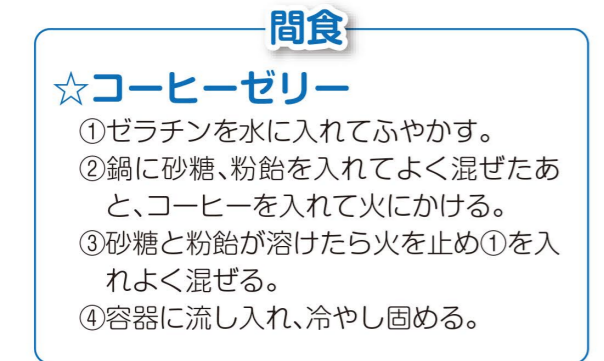 間食
☆コーヒーゼリー
①ゼラチンを水に入れてふやかす。
②鍋に砂糖、粉飴を入れてよく混ぜたあ
と、コーヒーを入れて火にかける。
③砂糖と粉飴が溶けたら火を止め①を入
れよく混ぜる。
④容器に流し入れ、冷やし固める。